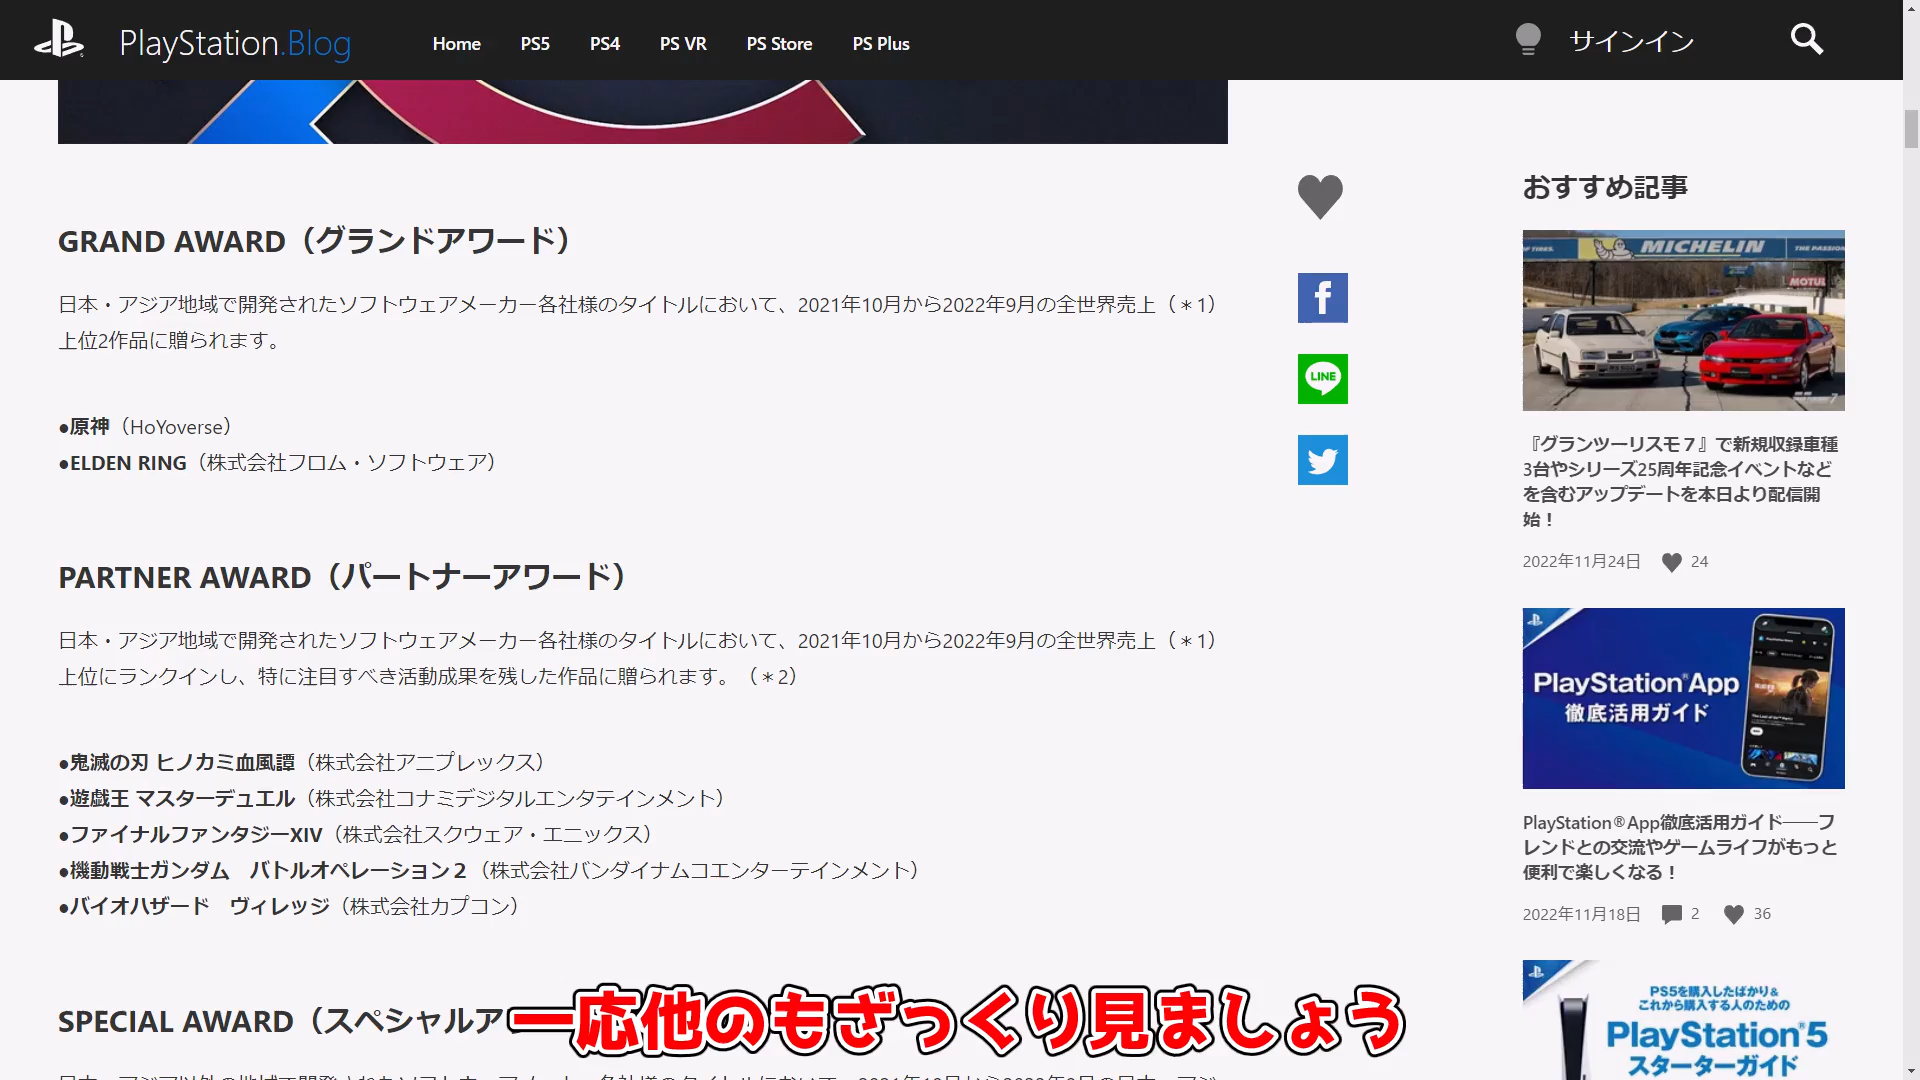 PlayStation.Blog
Home PS5 PS4 PS VR PS Store PS Plus
サインイン
GRAND AWARD（グランドアワード）
日本・アジア地域で開発されたソフトウェアメーカー各社様のタイトルにおいて、2021年10月から2022年9月の全世界売上（＊1）
上位2作品に贈られます。
●原神（HoYoverse）
●ELDEN RING（株式会社フロム・ソフトウェア）
PARTNER AWARD（パートナーアワード）
日本・アジア地域で開発されたソフトウェアメーカー各社様のタイトルにおいて、2021年10月から2022年9月の全世界売上（＊1）
上位にランクインし、特に注目すべき活動成果を残した作品に贈られます。（＊2）
●鬼滅の刃 ヒノカミ血風譚（株式会社アニプレックス）
●遊戯王 マスターデュエル（株式会社コナミデジタルエンタテインメント）
●ファイナルファンタジーXIV（株式会社スクウェア・エニックス）
●機動戦士ガンダム　バトルオペレーション２（株式会社バンダイナムコエンターテインメント）
●バイオハザード　ヴィレッジ（株式会社カプコン）
SPECIAL AWARD（スペシャルア
一応他のもざっくり見ましょう
LINE
おすすめ記事
MICHELIN
THE PASSION
MOTUL
『グランツーリスモ７』で新規収録車種
3台やシリーズ25周年記念イベントなど
を含むアップデートを本日より配信開
始！
2022年11月24日 24
PlayStation®App
徹底活用ガイド
PlayStation®App徹底活用ガイド──フ
レンドとの交流やゲームライフがもっと
便利で楽しくなる！
2022年11月18日 2 36
PS5を購入したばかり&
これから購入する人のための
PlayStation®5
スターターガイド